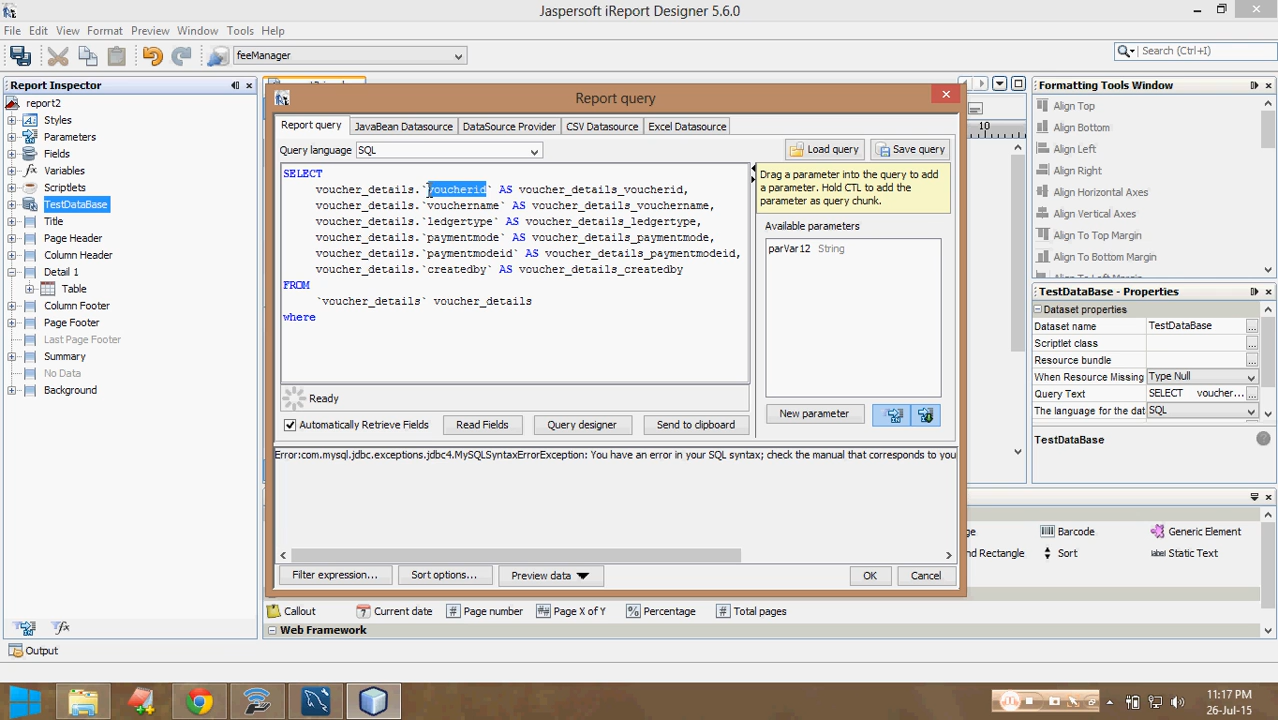 Jaspersoft iReport Designer 5.6.0
File Edit View Format Preview Window Tools Help
feeManager
Search (Ctrl+I)
Report Inspector
report2
Styles
Parameters
Fields
Variables
Scriptlets
TestDataBase
Title
Page Header
Column Header
Detail 1
Table
Column Footer
Page Footer
Last Page Footer
Summary
No Data
Background
Output
Report query
Report query JavaBean Datasource DataSource Provider CSV Datasource Excel Datasource
Query language SQL
Load query Save query
SELECT
voucher_details.`voucherid` AS voucher_details_voucherid,
voucher_details.`vouchername` AS voucher_details_vouchername,
voucher_details.`ledgertype` AS voucher_details_ledgertype,
voucher_details.`paymentmode` AS voucher_details_paymentmode,
voucher_details.`paymentmodeid` AS voucher_details_paymentmodeid,
voucher_details.`createdby` AS voucher_details_createdby
FROM
`voucher_details` voucher_details
where
Drag a parameter into the query to add
a parameter. Hold CTL to add the
parameter as query chunk.
Available parameters
parVar12 String
New parameter
Ready
Automatically Retrieve Fields Read Fields Query designer Send to clipboard
Error:com.mysql.jdbc.exceptions.jdbc4.MySQLSyntaxErrorException: You have an error in your SQL syntax; check the manual that corresponds to you
Filter expression... Sort options... Preview data OK Cancel
10
Formatting Tools Window
Align Top
Align Bottom
Align Left
Align Right
Align Horizontal Axes
Align Vertical Axes
Align To Top Margin
Align To Bottom Margin
TestDataBase - Properties
Dataset properties
Dataset name TestDataBase ...
Scriptlet class ...
Resource bundle ...
When Resource Missing Type Null
Query Text SELECT voucher... ...
The language for the dat SQL
TestDataBase
ge Barcode Generic Element
nd Rectangle Sort label Static Text
Callout Current date Page number Page X of Y Percentage Total pages
Web Framework
11:17 PM
26-Jul-15